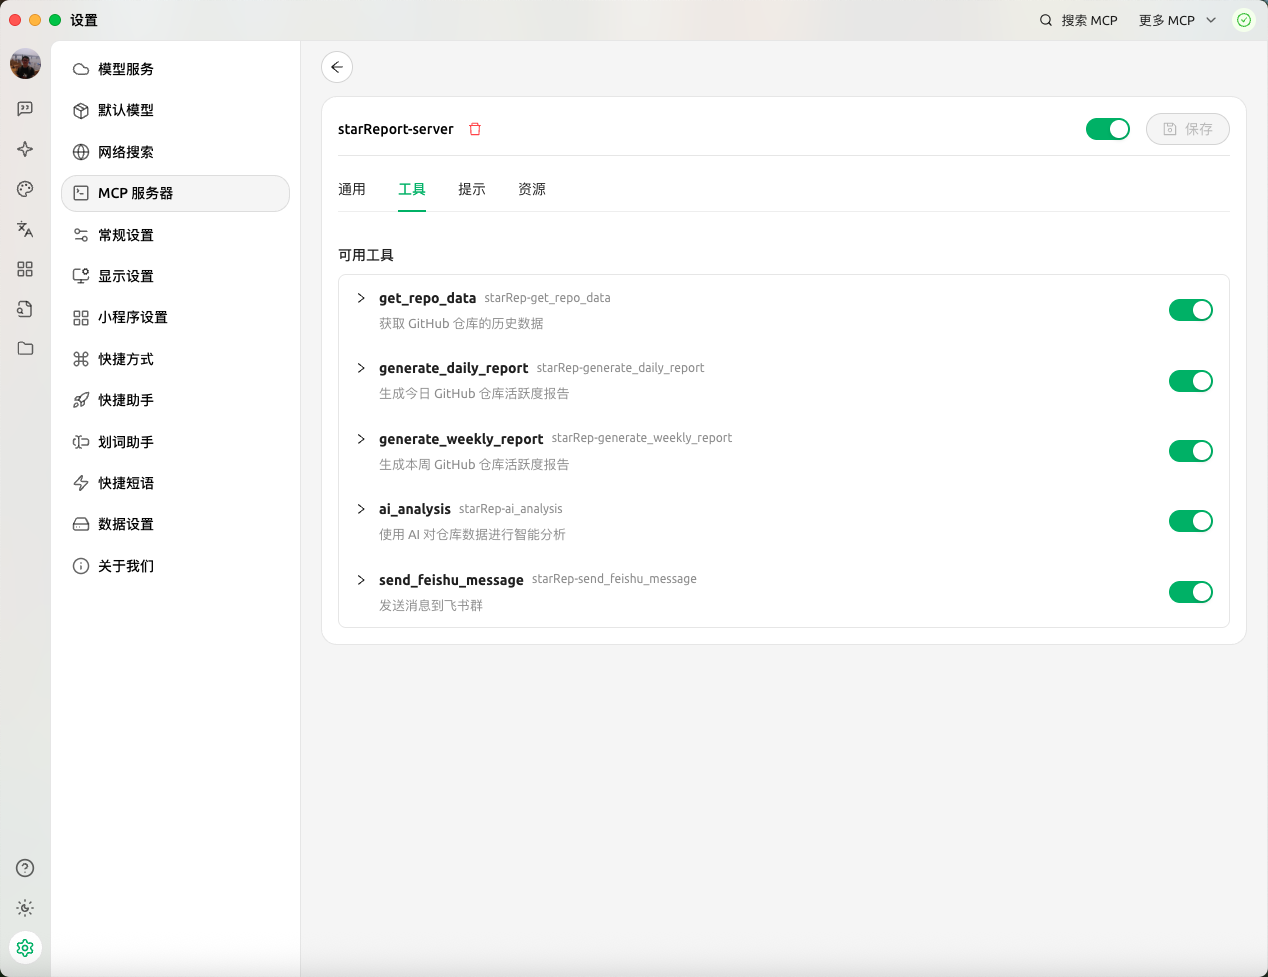 设置
搜索 MCP
更多 MCP
模型服务
默认模型
网络搜索
MCP 服务器
常规设置
显示设置
小程序设置
快捷方式
快捷助手
划词助手
快捷短语
数据设置
关于我们
starReport-server
保存
通用 工具 提示 资源
可用工具
get_repo_data starRep-get_repo_data
获取 GitHub 仓库的历史数据
generate_daily_report starRep-generate_daily_report
生成今日 GitHub 仓库活跃度报告
generate_weekly_report starRep-generate_weekly_report
生成本周 GitHub 仓库活跃度报告
ai_analysis starRep-ai_analysis
使用 AI 对仓库数据进行智能分析
send_feishu_message starRep-send_feishu_message
发送消息到飞书群